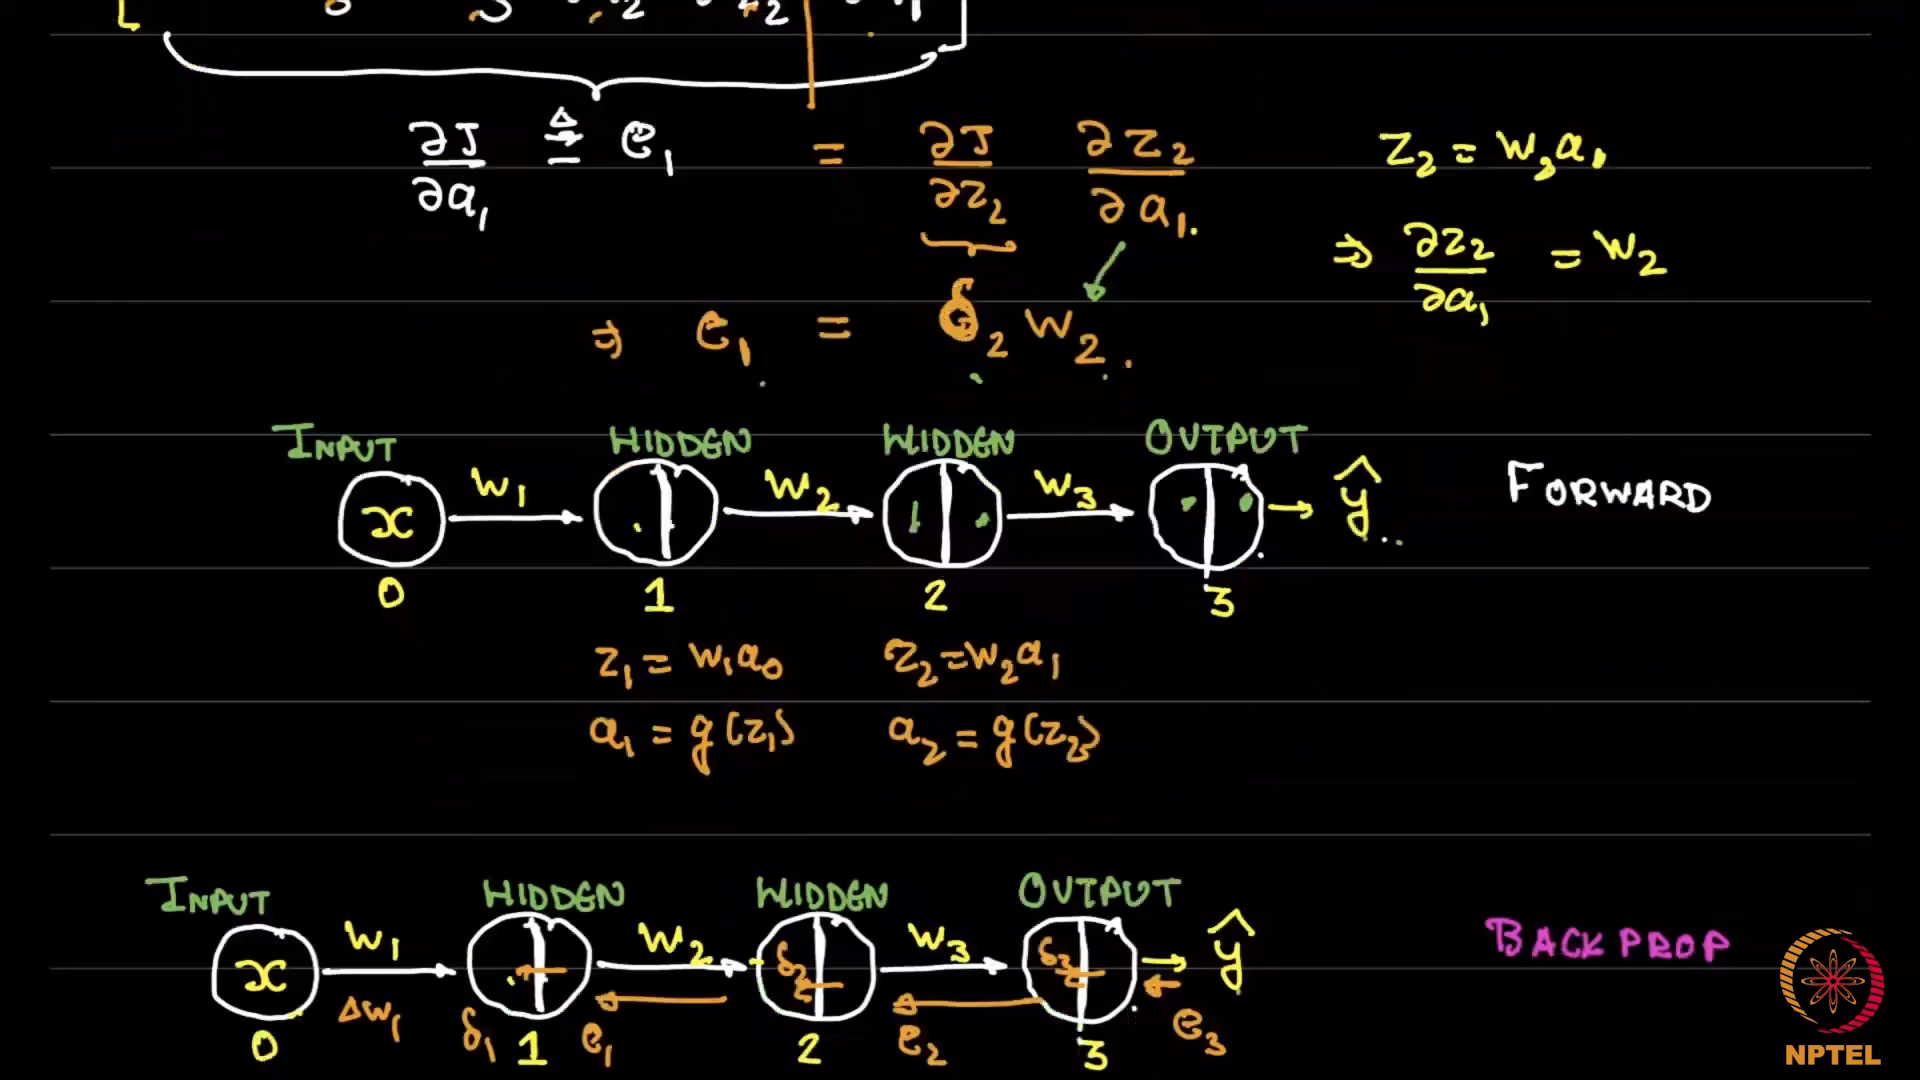 ∂J/∂a₁ ≜ e₁ = ∂J/∂z₂ ∂z₂/∂a₁.
z₂ = w₂a₁
⇒ ∂z₂/∂a₁ = w₂
⇒ e₁ = δ₂ w₂.
INPUT HIDDEN HIDDEN OUTPUT
x w₁ w₂ w₃ ŷ FORWARD
0 1 2 3
z₁ = w₁a₀ z₂ = w₂a₁
a₁ = g(z₁) a₂ = g(z₂)
INPUT HIDDEN HIDDEN OUTPUT
x w₁ w₂ δ₂ w₃ δ₃ ŷ BACKPROP
Δw₁ δ₁ e₁ e₂ e₃
0 1 2 3
NPTEL